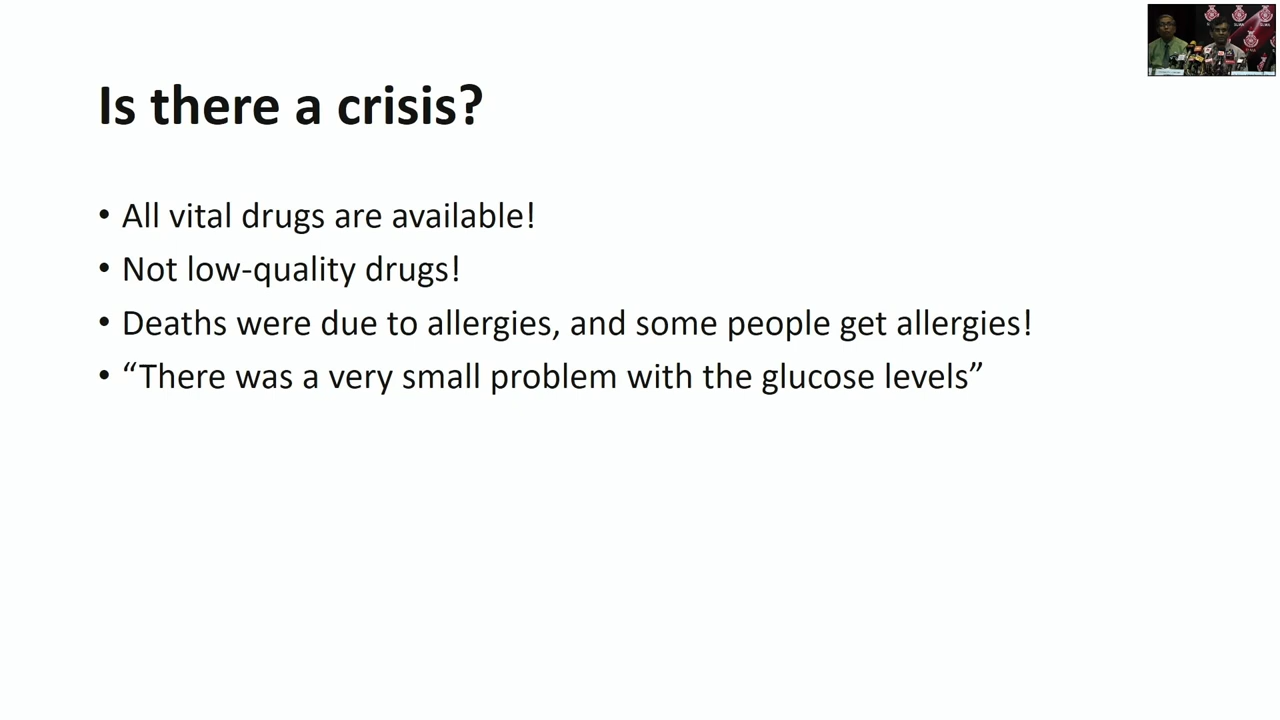 Is there a crisis?
• All vital drugs are available!
• Not low-quality drugs!
• Deaths were due to allergies, and some people get allergies!
• “There was a very small problem with the glucose levels”